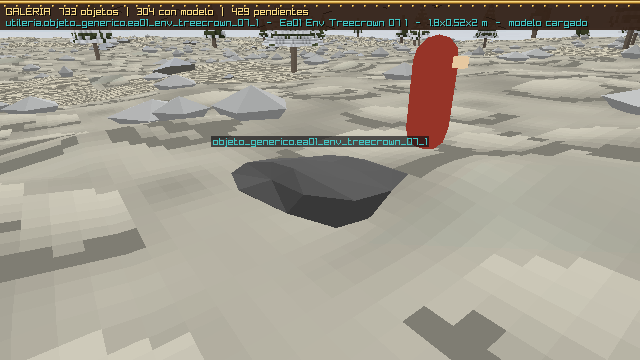 GALERIA 733 objetos | 304 con modelo | 429 pendientes
utileria.objeto_generico.ea01_env_treecrown_07_1 - Ea01 Env Treecrown 07 1 - 1.8x0.52x2 m - modelo cargado
objeto_generico.ea01_env_treecrown_07_1